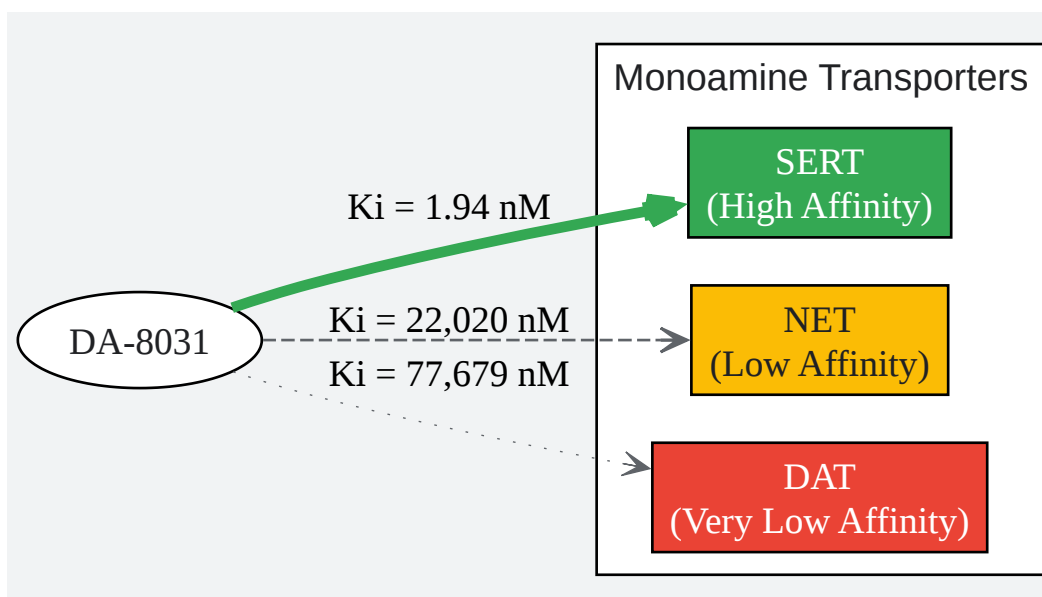 Monoamine Transporters
SERT
(High Affinity)
Ki = 1.94 nM
DA-8031
Ki = 22,020 nM
NET
(Low Affinity)
Ki = 77,679 nM
DAT
(Very Low Affinity)